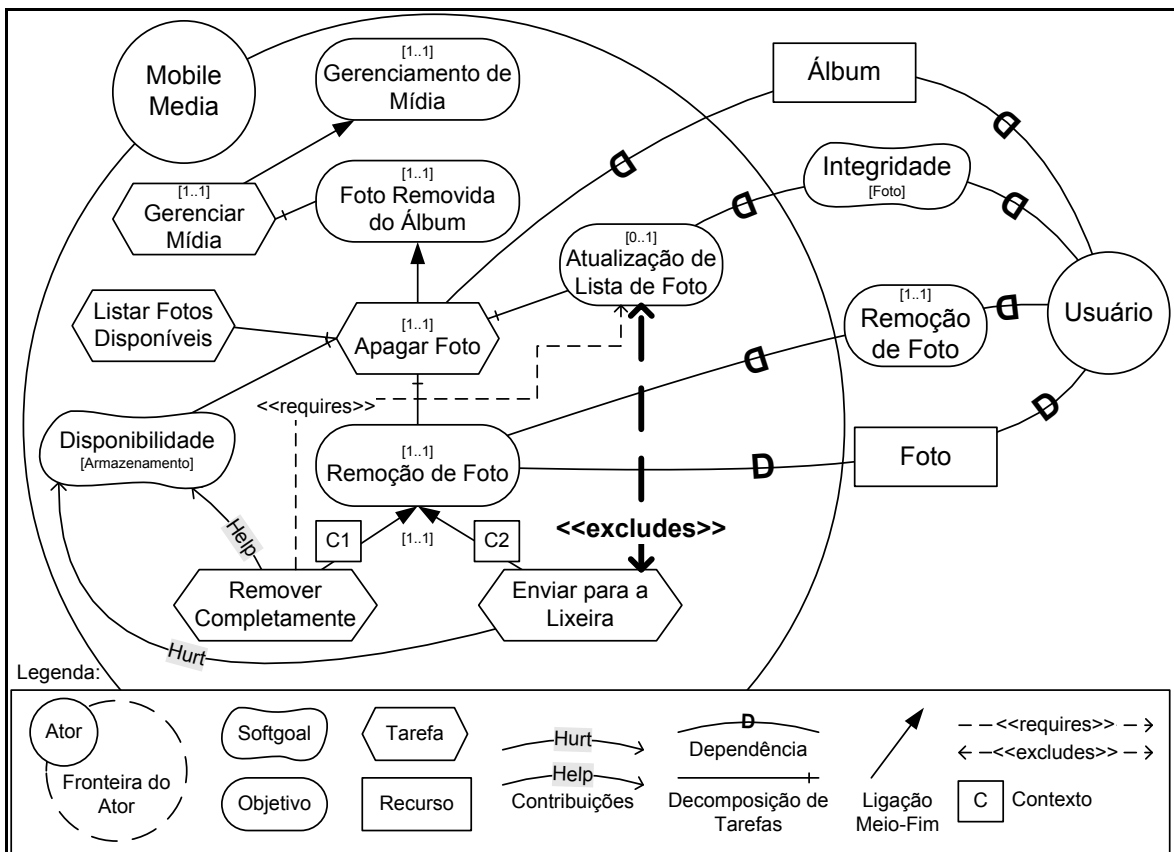 Mobile
Media
[1..1]
Gerenciamento de
Mídia
Álbum
D
[1..1]
Gerenciar
Mídia
[1..1]
Foto Removida
do Álbum
D
Integridade
[Foto]
D
D
[0..1]
Atualização de
Lista de Foto
Listar Fotos
Disponíveis
[1..1]
Apagar Foto
[1..1]
Remoção
de Foto
D
Usuário
D
<<requires>>
D
Disponibilidade
[Armazenamento]
[1..1]
Remoção de Foto
D
Foto
Help
C1
[1..1]
C2
<<excludes>>
Remover
Completamente
Enviar para a
Lixeira
Hurt
Legenda:
Ator
Fronteira do
Ator
Softgoal
Objetivo
Tarefa
Recurso
Hurt
Help
Contribuições
D
Dependência
Decomposição de
Tarefas
Ligação
Meio-Fim
<<requires>>
<<excludes>>
C
Contexto